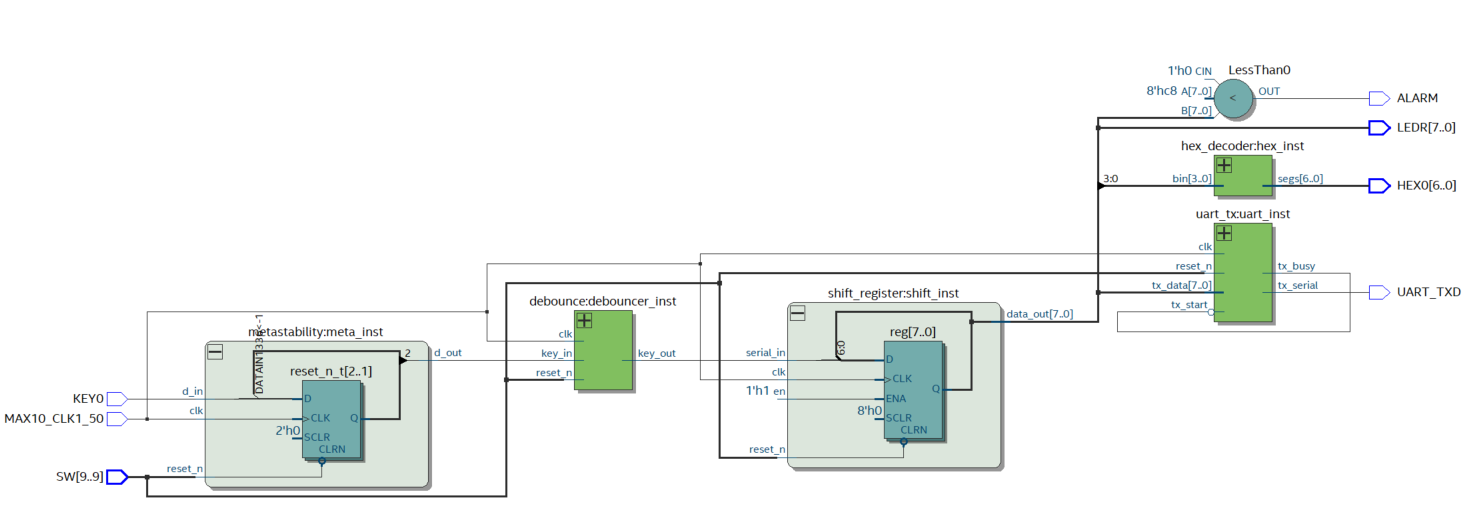 LessThan0
1'h0 CIN
8'hc8 A[7..0]
B[7..0]
<
OUT
ALARM
LEDR[7..0]
hex_decoder:hex_inst
3:0
bin[3..0]
segs[6..0]
HEX0[6..0]
uart_tx:uart_inst
clk
reset_n
tx_data[7..0]
tx_start
tx_busy
tx_serial
UART_TXD
shift_register:shift_inst
data_out[7..0]
reg[7..0]
6:0
serial_in
D
clk
>CLK
1'h1 en
ENA
Q
8'h0
SCLR
CLRN
reset_n
debounce:debouncer_inst
clk
key_in
key_out
reset_n
metastability:meta_inst
2
d_out
reset_n_t[2..1]
KEY0
d_in
D
MAX10_CLK1_50
clk
>CLK
Q
2'h0
SCLR
CLRN
SW[9..9]
reset_n